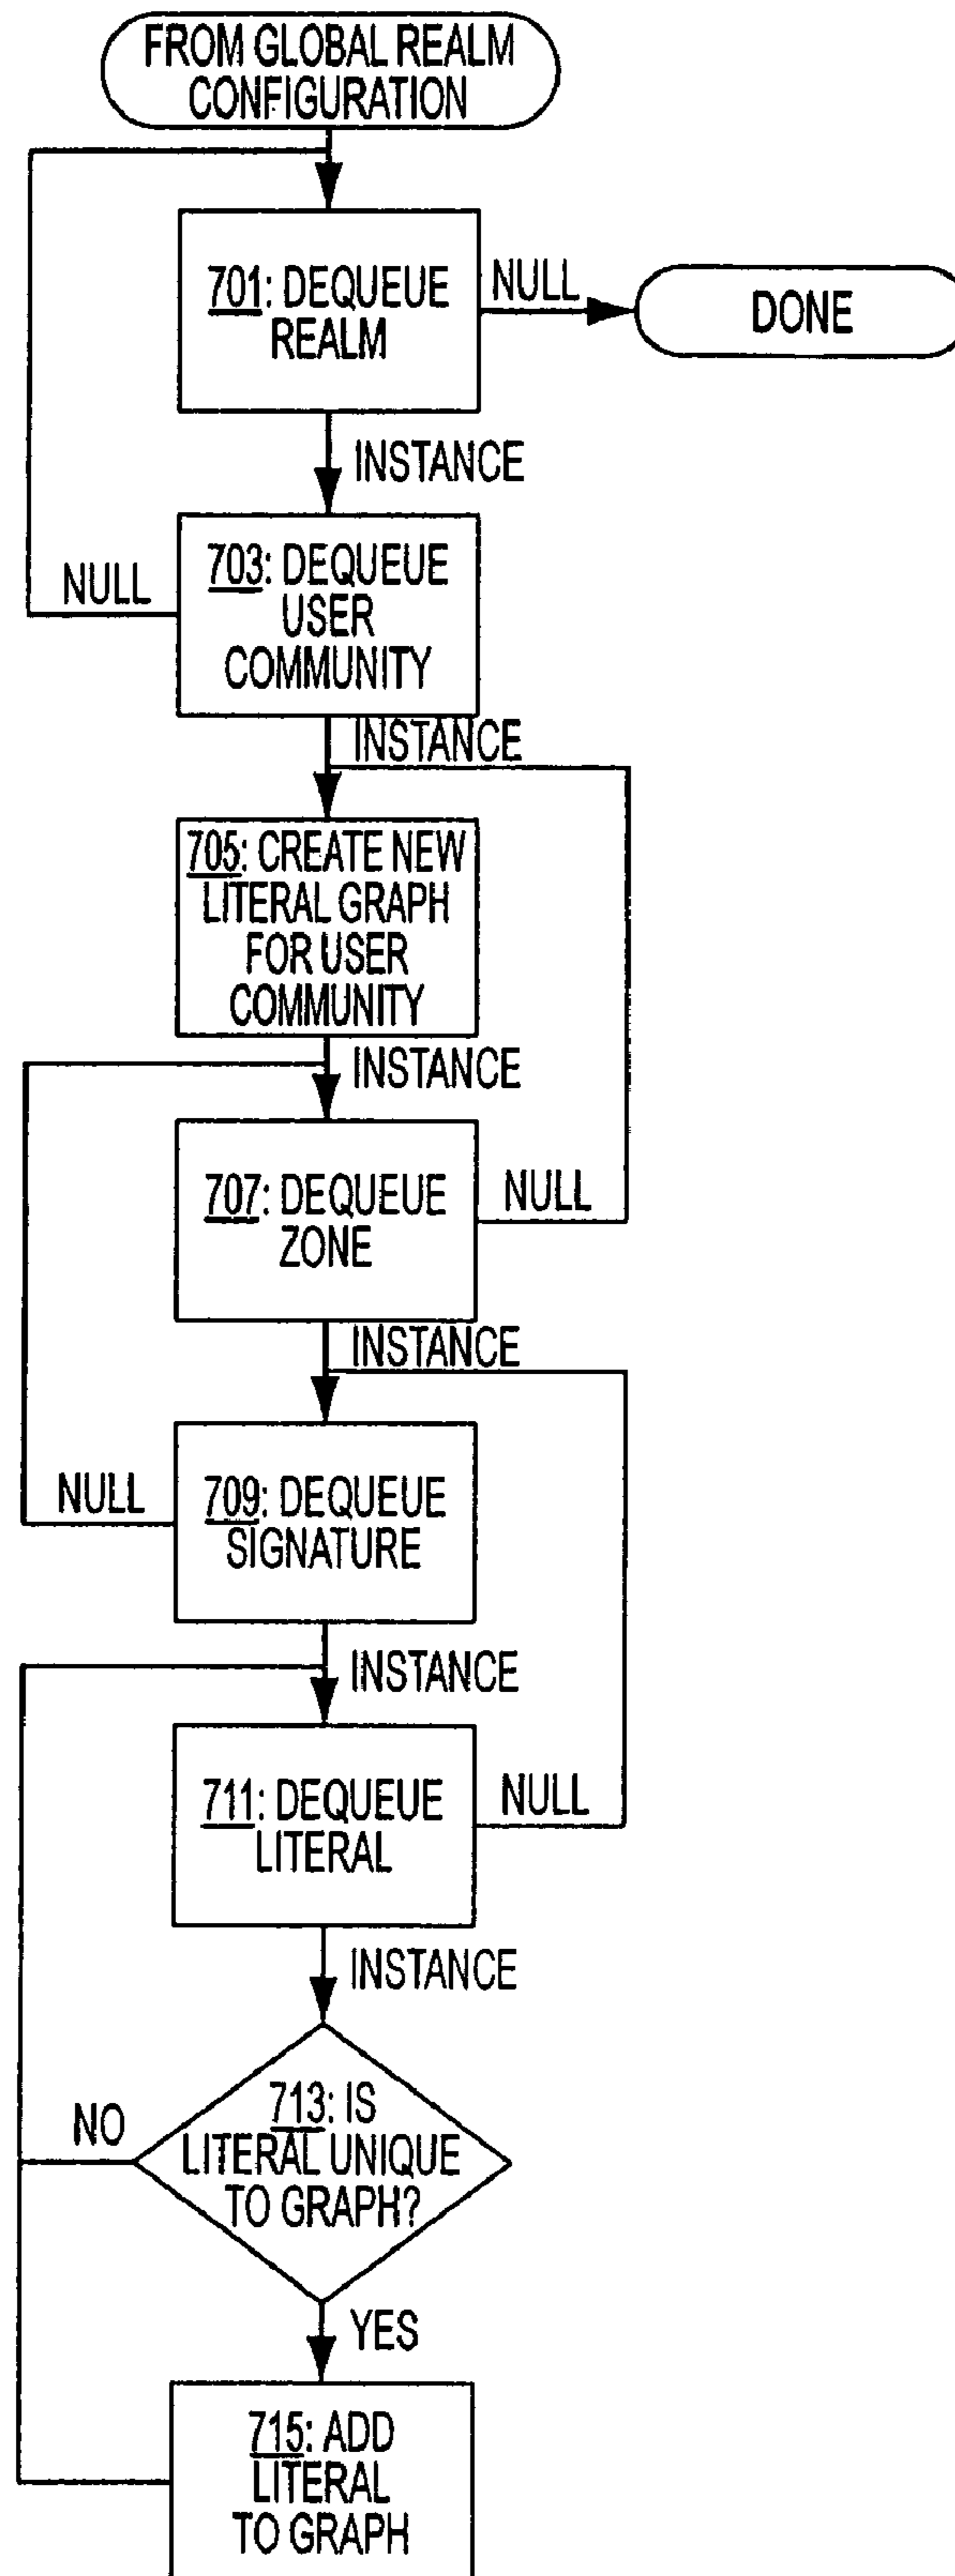 FROM GLOBAL REALM
CONFIGURATION
701: DEQUEUE
REALM
NULL
DONE
INSTANCE
703: DEQUEUE
USER
COMMUNITY
NULL
INSTANCE
705: CREATE NEW
LITERAL GRAPH
FOR USER
COMMUNITY
INSTANCE
707: DEQUEUE
ZONE
NULL
INSTANCE
709: DEQUEUE
SIGNATURE
NULL
INSTANCE
711: DEQUEUE
LITERAL
NULL
INSTANCE
713: IS
LITERAL UNIQUE
TO GRAPH?
NO
YES
715: ADD
LITERAL
TO GRAPH